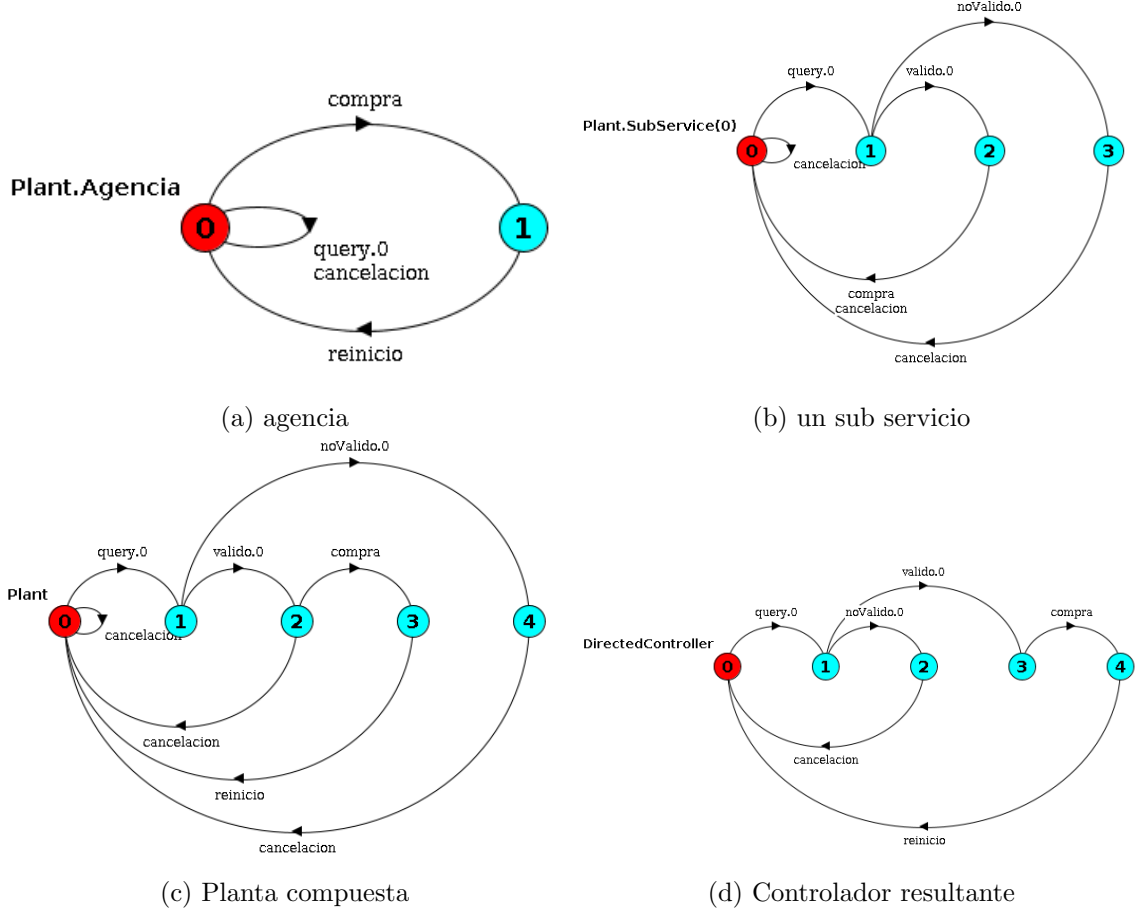 compra
Plant.Agencia
0
1
query.0
cancelacion
reinicio
(a) agencia
noValido.0
query.0
valido.0
Plant.SubService(0)
0
1
2
3
cancelacion
compra
cancelacion
cancelacion
(b) un sub servicio
noValido.0
query.0
valido.0
compra
Plant
0
1
2
3
4
cancelacion
cancelacion
reinicio
cancelacion
(c) Planta compuesta
valido.0
query.0
noValido.0
compra
DirectedController
0
1
2
3
4
cancelacion
reinicio
(d) Controlador resultante